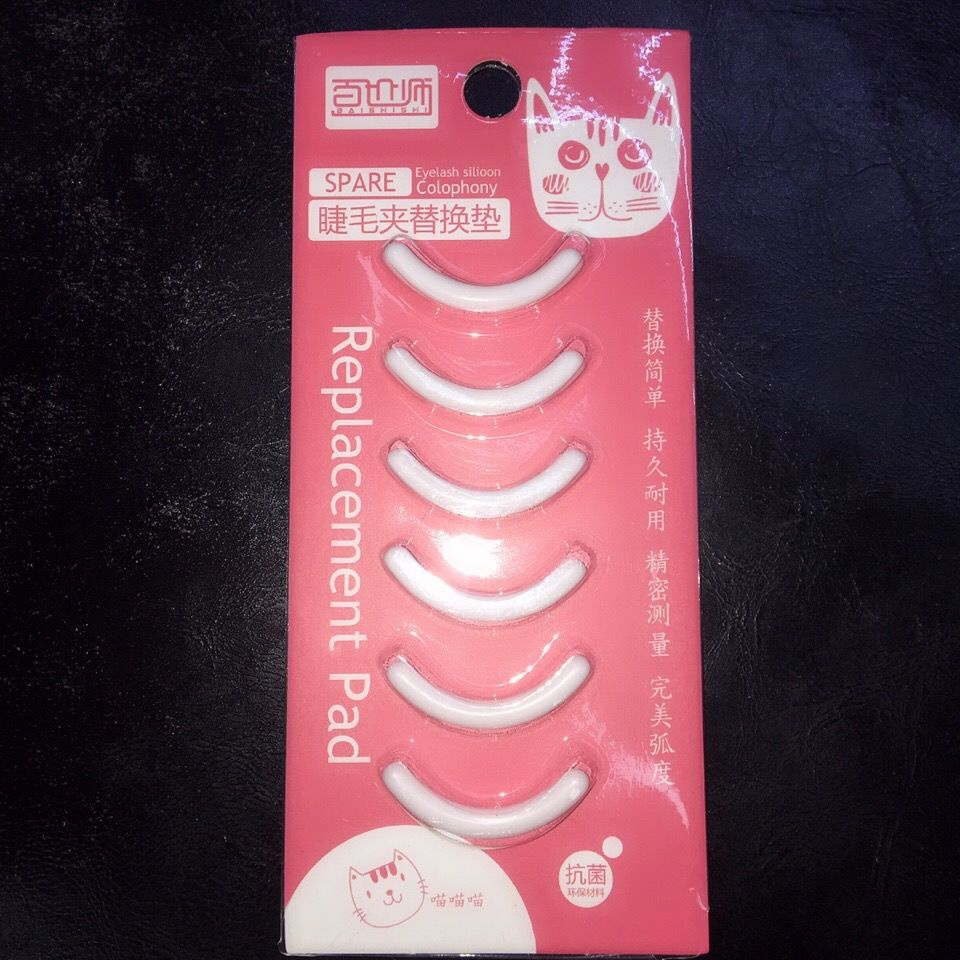 百世师
BAISHISHI
SPARE
Eyelash silioon
Colophony
睫毛夹替换垫
Replacement Pad
替换简单 持久耐用 精密测量 完美弧度
喵喵喵
抗菌
环保材料